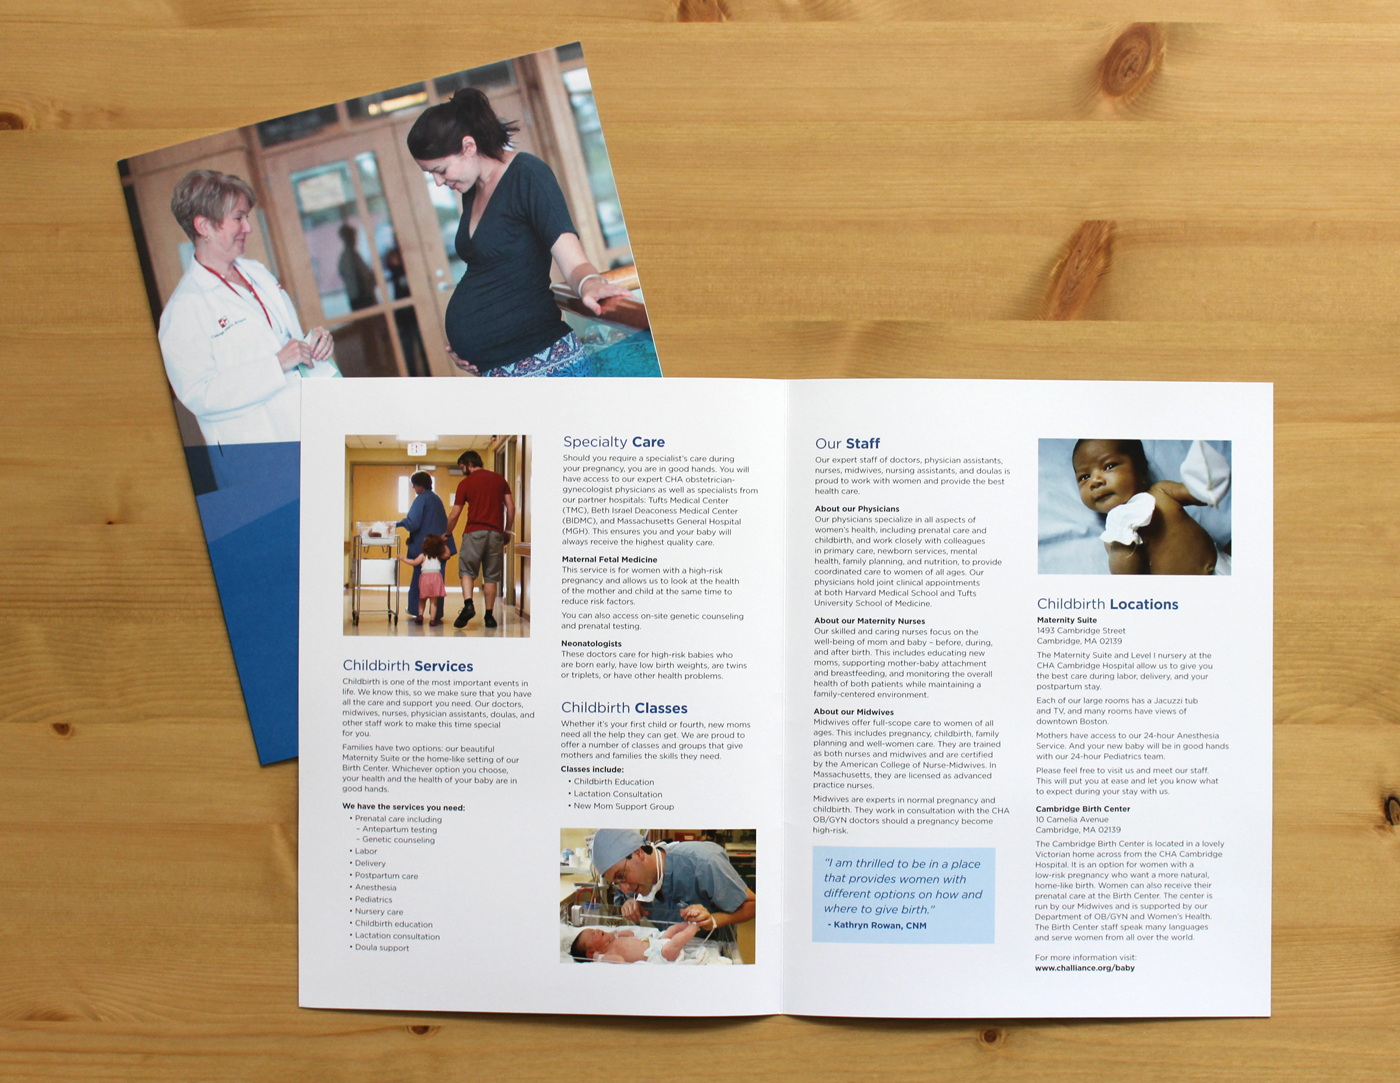 Childbirth Services
Childbirth is one of the most important events in
life. We know this, so we make sure that you have
all the care and support you need. Our doctors,
midwives, nurses, physician assistants, doulas, and
other staff work to make this time special
for you.
Families have two options: our beautiful
Maternity Suite or the home-like setting of our
Birth Center. Whichever option you choose,
your health and the health of your baby are in
good hands.
We have the services you need:
• Prenatal care including
– Antepartum testing
– Genetic counseling
• Labor
• Delivery
• Postpartum care
• Anesthesia
• Pediatrics
• Nursery care
• Childbirth education
• Lactation consultation
• Doula support
Specialty Care
Should you require a specialist's care during
your pregnancy, you are in good hands. You will
have access to our expert CHA obstetrician-
gynecologist physicians as well as specialists from
our partner hospitals: Tufts Medical Center
(TMC), Beth Israel Deaconess Medical Center
(BIDMC), and Massachusetts General Hospital
(MGH). This ensures you and your baby will
always receive the highest quality care.
Maternal Fetal Medicine
This service is for women with a high-risk
pregnancy and allows us to look at the health
of the mother and child at the same time to
reduce risk factors.
You can also access on-site genetic counseling
and prenatal testing.
Neonatologists
These doctors care for high-risk babies who
are born early, have low birth weights, are twins
or triplets, or have other health problems.
Childbirth Classes
Whether it's your first child or fourth, new moms
need all the help they can get. We are proud to
offer a number of classes and groups that give
mothers and families the skills they need.
Classes include:
• Childbirth Education
• Lactation Consultation
• New Mom Support Group
Our Staff
Our expert staff of doctors, physician assistants,
nurses, midwives, nursing assistants, and doulas is
proud to work with women and provide the best
health care.
About our Physicians
Our physicians specialize in all aspects of
women's health, including prenatal care and
childbirth, and work closely with colleagues
in primary care, newborn services, mental
health, family planning, and nutrition, to provide
coordinated care to women of all ages. Our
physicians hold joint clinical appointments
at both Harvard Medical School and Tufts
University School of Medicine.
About our Maternity Nurses
Our skilled and caring nurses focus on the
well-being of mom and baby – before, during,
and after birth. This includes educating new
moms, supporting mother-baby attachment
and breastfeeding, and monitoring the overall
health of both patients while maintaining a
family-centered environment.
About our Midwives
Midwives offer full-scope care to women of all
ages. This includes pregnancy, childbirth, family
planning and well-women care. They are trained
as both nurses and midwives and are certified
by the American College of Nurse-Midwives. In
Massachusetts, they are licensed as advanced
practice nurses.
Midwives are experts in normal pregnancy and
childbirth. They work in consultation with the CHA
OB/GYN doctors should a pregnancy become
high-risk.
"I am thrilled to be in a place
that provides women with
different options on how and
where to give birth."
- Kathryn Rowan, CNM
Childbirth Locations
Maternity Suite
1493 Cambridge Street
Cambridge, MA 02139
The Maternity Suite and Level I nursery at the
CHA Cambridge Hospital allow us to give you
the best care during labor, delivery, and your
postpartum stay.
Each of our large rooms has a Jacuzzi tub
and TV, and many rooms have views of
downtown Boston.
Mothers have access to our 24-hour Anesthesia
Service. And your new baby will be in good hands
with our 24-hour Pediatrics team.
Please feel free to visit us and meet our staff.
This will put you at ease and let you know what
to expect during your stay with us.
Cambridge Birth Center
10 Camelia Avenue
Cambridge, MA 02139
The Cambridge Birth Center is located in a lovely
Victorian home across from the CHA Cambridge
Hospital. It is an option for women with a
low-risk pregnancy who want a more natural,
home-like birth. Women can also receive their
prenatal care at the Birth Center. The center is
run by our Midwives and is supported by our
Department of OB/GYN and Women's Health.
The Birth Center staff speak many languages
and serve women from all over the world.
For more information visit:
www.challiance.org/baby